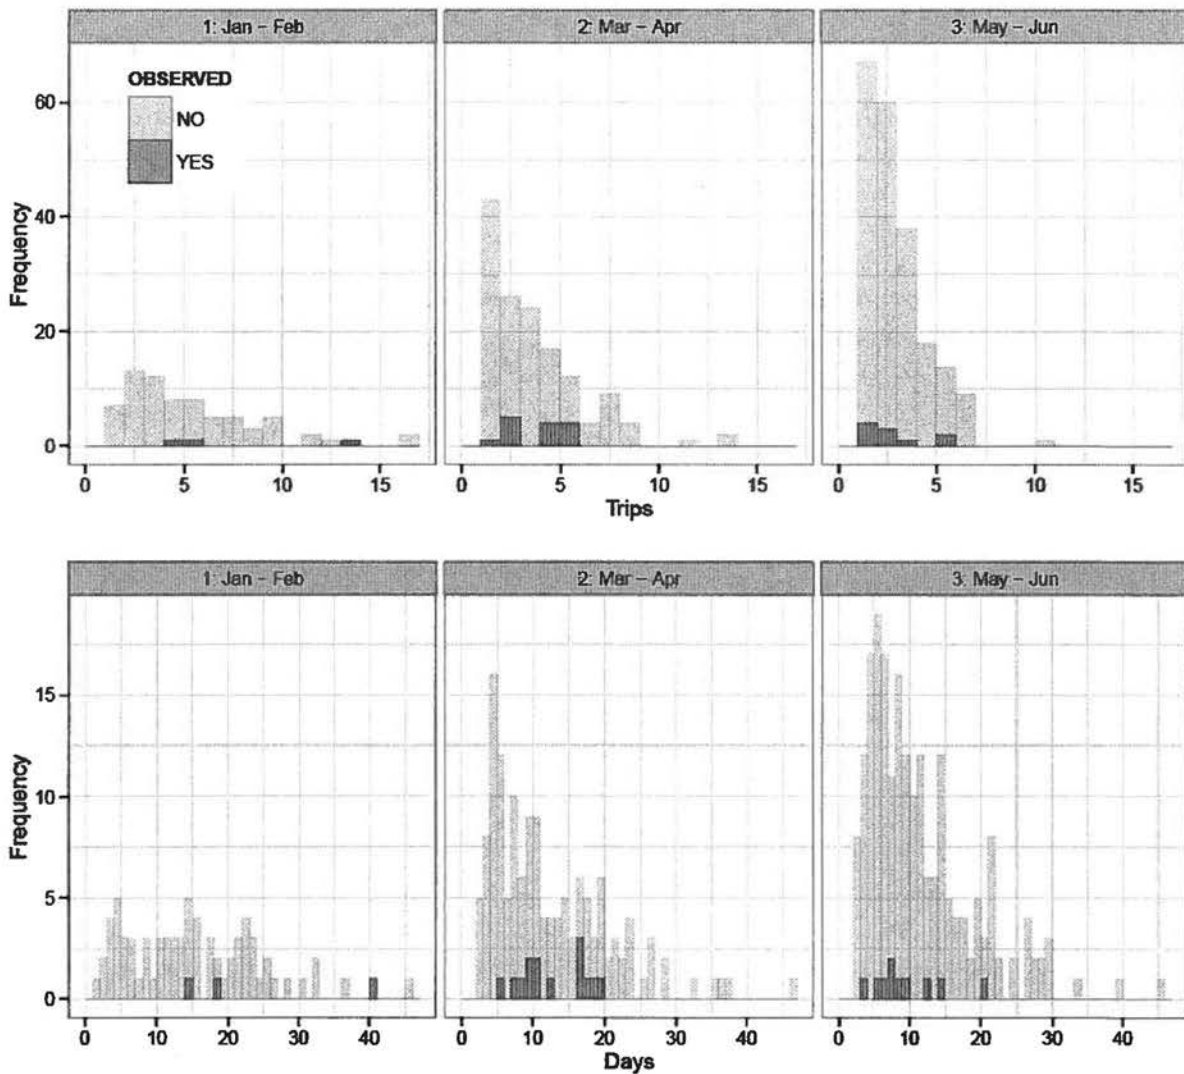 1: Jan – Feb 2: Mar – Apr 3: May – Jun
OBSERVED
NO
YES
Frequency
60
40
20
0
0 5 10 15 0 5 10 15 0 5 10 15
Trips
1: Jan – Feb 2: Mar – Apr 3: May – Jun
Frequency
15
10
5
0
0 10 20 30 40 0 10 20 30 40 0 10 20 30 40
Days